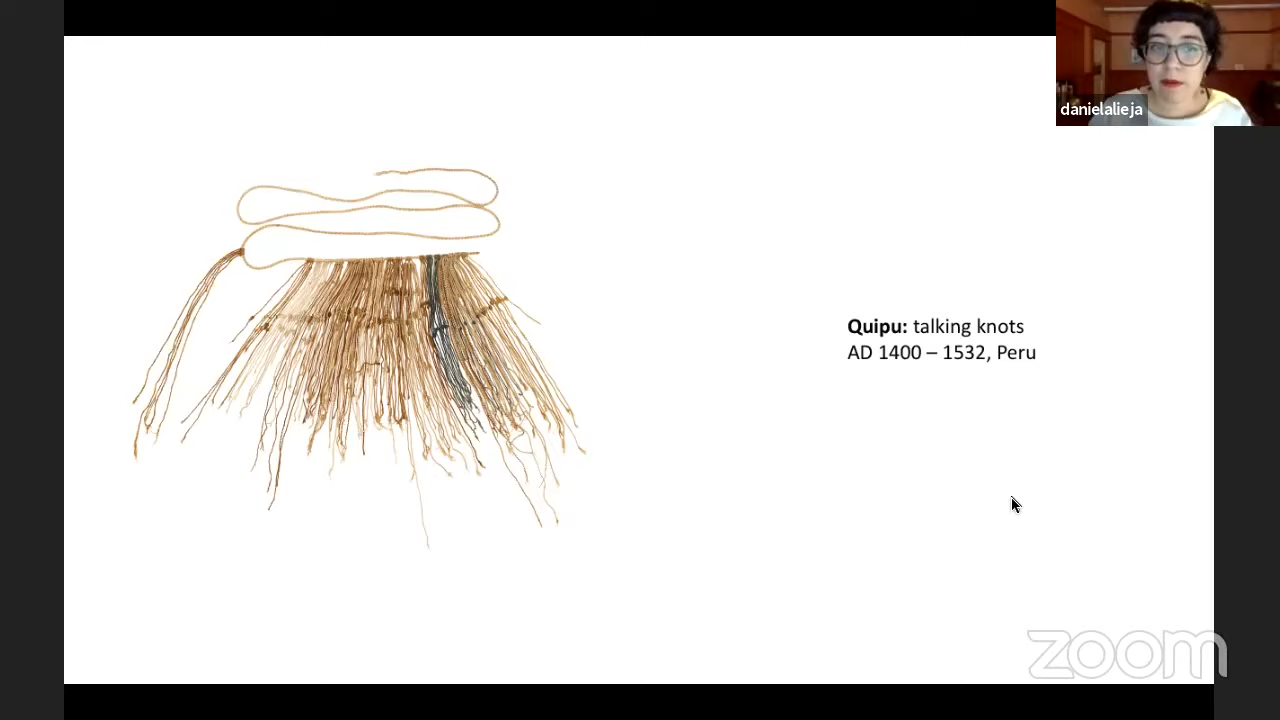 danielalieja
Quipu: talking knots
AD 1400 – 1532, Peru
zoom